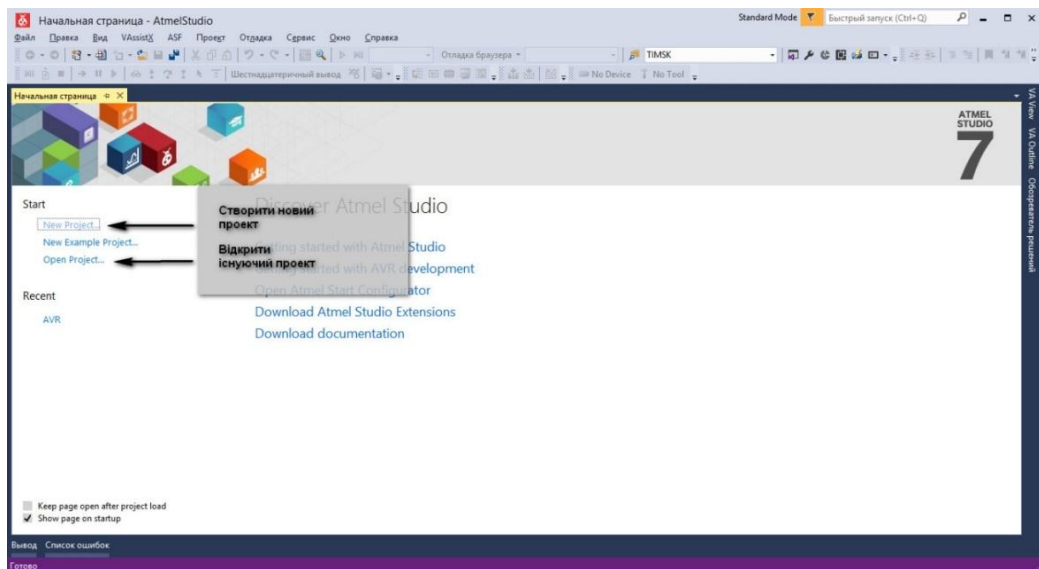 Начальная страница - AtmelStudio
Standard Mode
Быстрый запуск (Ctrl+Q)
Файл Правка Вид VAssistX ASF Проект Отладка Сервис Окно Справка
Отладка браузера
TIMSK
Шестнадцатеричный вывод
No Device
No Tool
Начальная страница
VA View
VA Outline
Обозреватель решений
ATMEL
STUDIO
7
Start
New Project...
New Example Project...
Open Project...
Recent
AVR
Створити новий
проект
Відкрити
існуючий проект
Discover Atmel Studio
Getting started with Atmel Studio
Getting started with AVR development
Open Atmel Start Configurator
Download Atmel Studio Extensions
Download documentation
Keep page open after project load
Show page on startup
Вывод Список ошибок
Готово